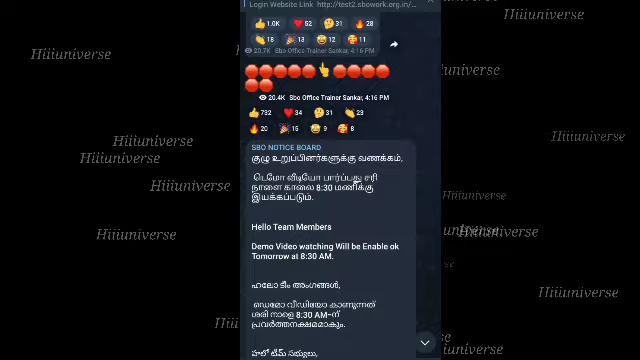 Login Website Link http://test2.sbowork.org.in/...
1.0K 52 31 28
18 13 12 11
20.7K Sbo Office Trainer Sankar, 4:16 PM
20.4K Sbo Office Trainer Sankar, 4:16 PM
732 34 31 23
20 15 9 8
SBO NOTICE BOARD
குழு உறுப்பினர்களுக்கு வணக்கம்,
டெமோ வீடியோ பார்ப்பது சரி
நாளை காலை 8:30 மணிக்கு
இயக்கப்படும்.
Hello Team Members
Demo Video watching Will be Enable ok
Tomorrow at 8:30 AM.
ഹലോ ടീം അംഗങ്ങൾ,
ഡെമോ വീഡിയോ കാണുന്നത്
ശരി നാളെ 8:30 AM-ന്
പ്രവർത്തനക്ഷമമാകും.
హలో టీమ్ సభ్యులు,
Hiiiuniverse
Hiiiuniverse
Hiiiuniverse
Hiiiuniverse
Hiiiuniverse
Hiiiuniverse
Hiiiuniverse
Hiiiuniverse
Hiiiuniverse